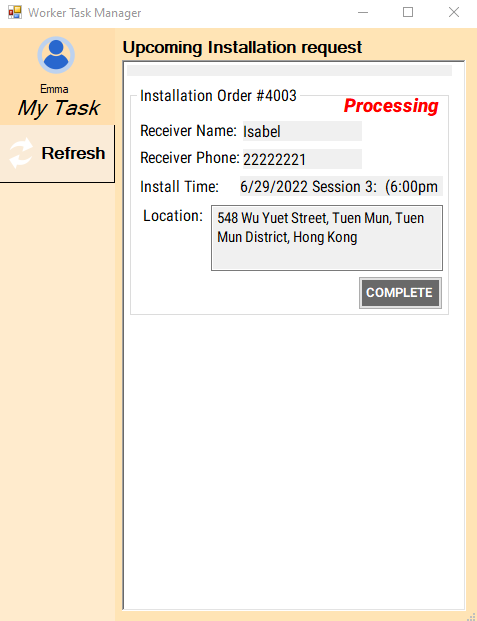 Worker Task Manager
Emma
My Task
Refresh
Upcoming Installation request
Installation Order #4003
Processing
Receiver Name: Isabel
Receiver Phone: 22222221
Install Time: 6/29/2022 Session 3: (6:00pm
Location: 548 Wu Yuet Street, Tuen Mun, Tuen
Mun District, Hong Kong
COMPLETE